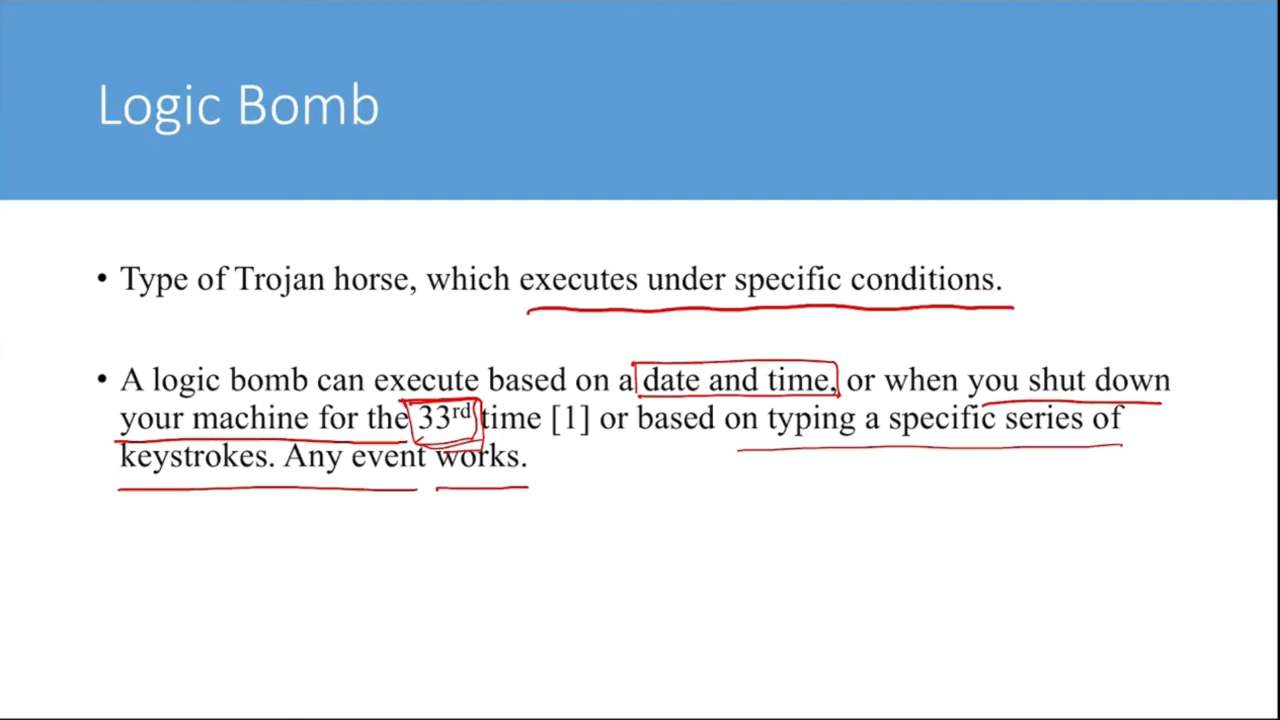 Logic Bomb
• Type of Trojan horse, which executes under specific conditions.
• A logic bomb can execute based on a date and time, or when you shut down
your machine for the 33rd time [1] or based on typing a specific series of
keystrokes. Any event works.